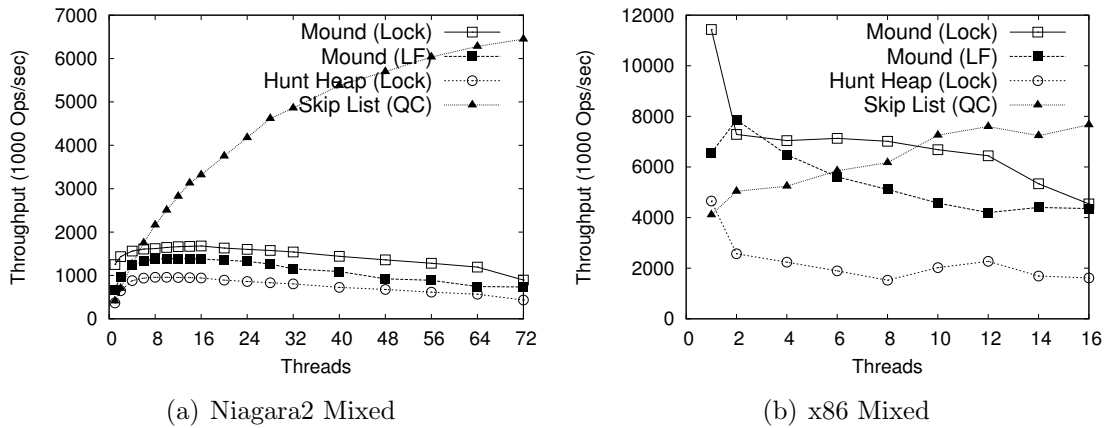 7000
6000
5000
4000
3000
2000
1000
0
Throughput (1000 Ops/sec)
Mound (Lock)
Mound (LF)
Hunt Heap (Lock)
Skip List (QC)
0 8 16 24 32 40 48 56 64 72
Threads
(a) Niagara2 Mixed
12000
10000
8000
6000
4000
2000
0
Throughput (1000 Ops/sec)
Mound (Lock)
Mound (LF)
Hunt Heap (Lock)
Skip List (QC)
0 2 4 6 8 10 12 14 16
Threads
(b) x86 Mixed